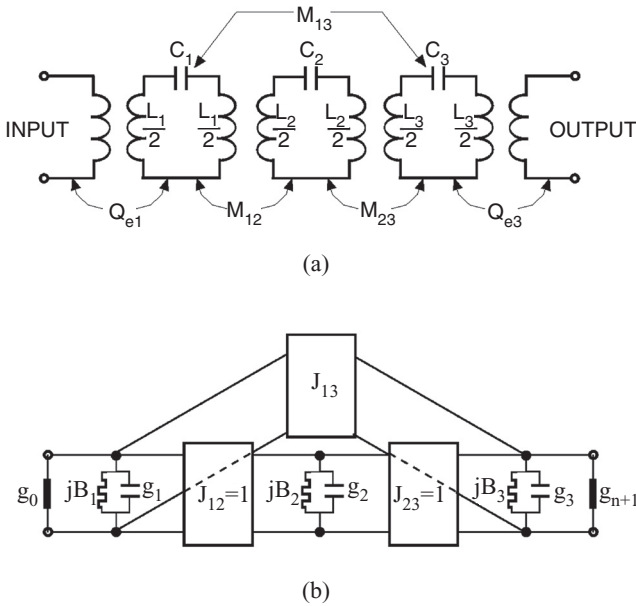 M13
C1 C2 C3
INPUT L1/2 L1/2 L2/2 L2/2 L3/2 L3/2 OUTPUT
Qe1 M12 M23 Qe3
(a)
J13
g0 jB1 g1 J12=1 jB2 g2 J23=1 jB3 g3 gn+1
(b)